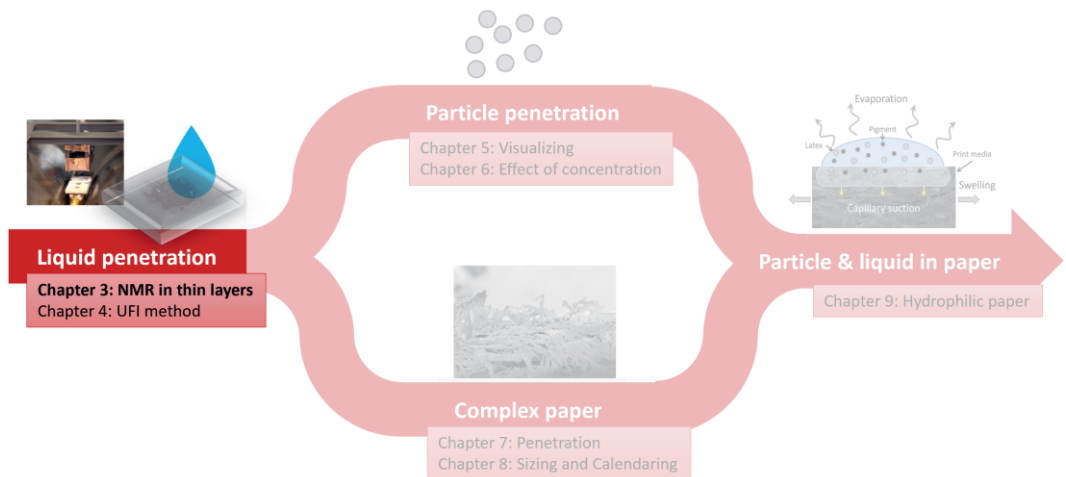 Liquid penetration
Chapter 3: NMR in thin layers
Chapter 4: UFI method
Particle penetration
Chapter 5: Visualizing
Chapter 6: Effect of concentration
Complex paper
Chapter 7: Penetration
Chapter 8: Sizing and Calendaring
Evaporation
Pigment
Latex
Print media
Swelling
Capillary suction
Particle & liquid in paper
Chapter 9: Hydrophilic paper